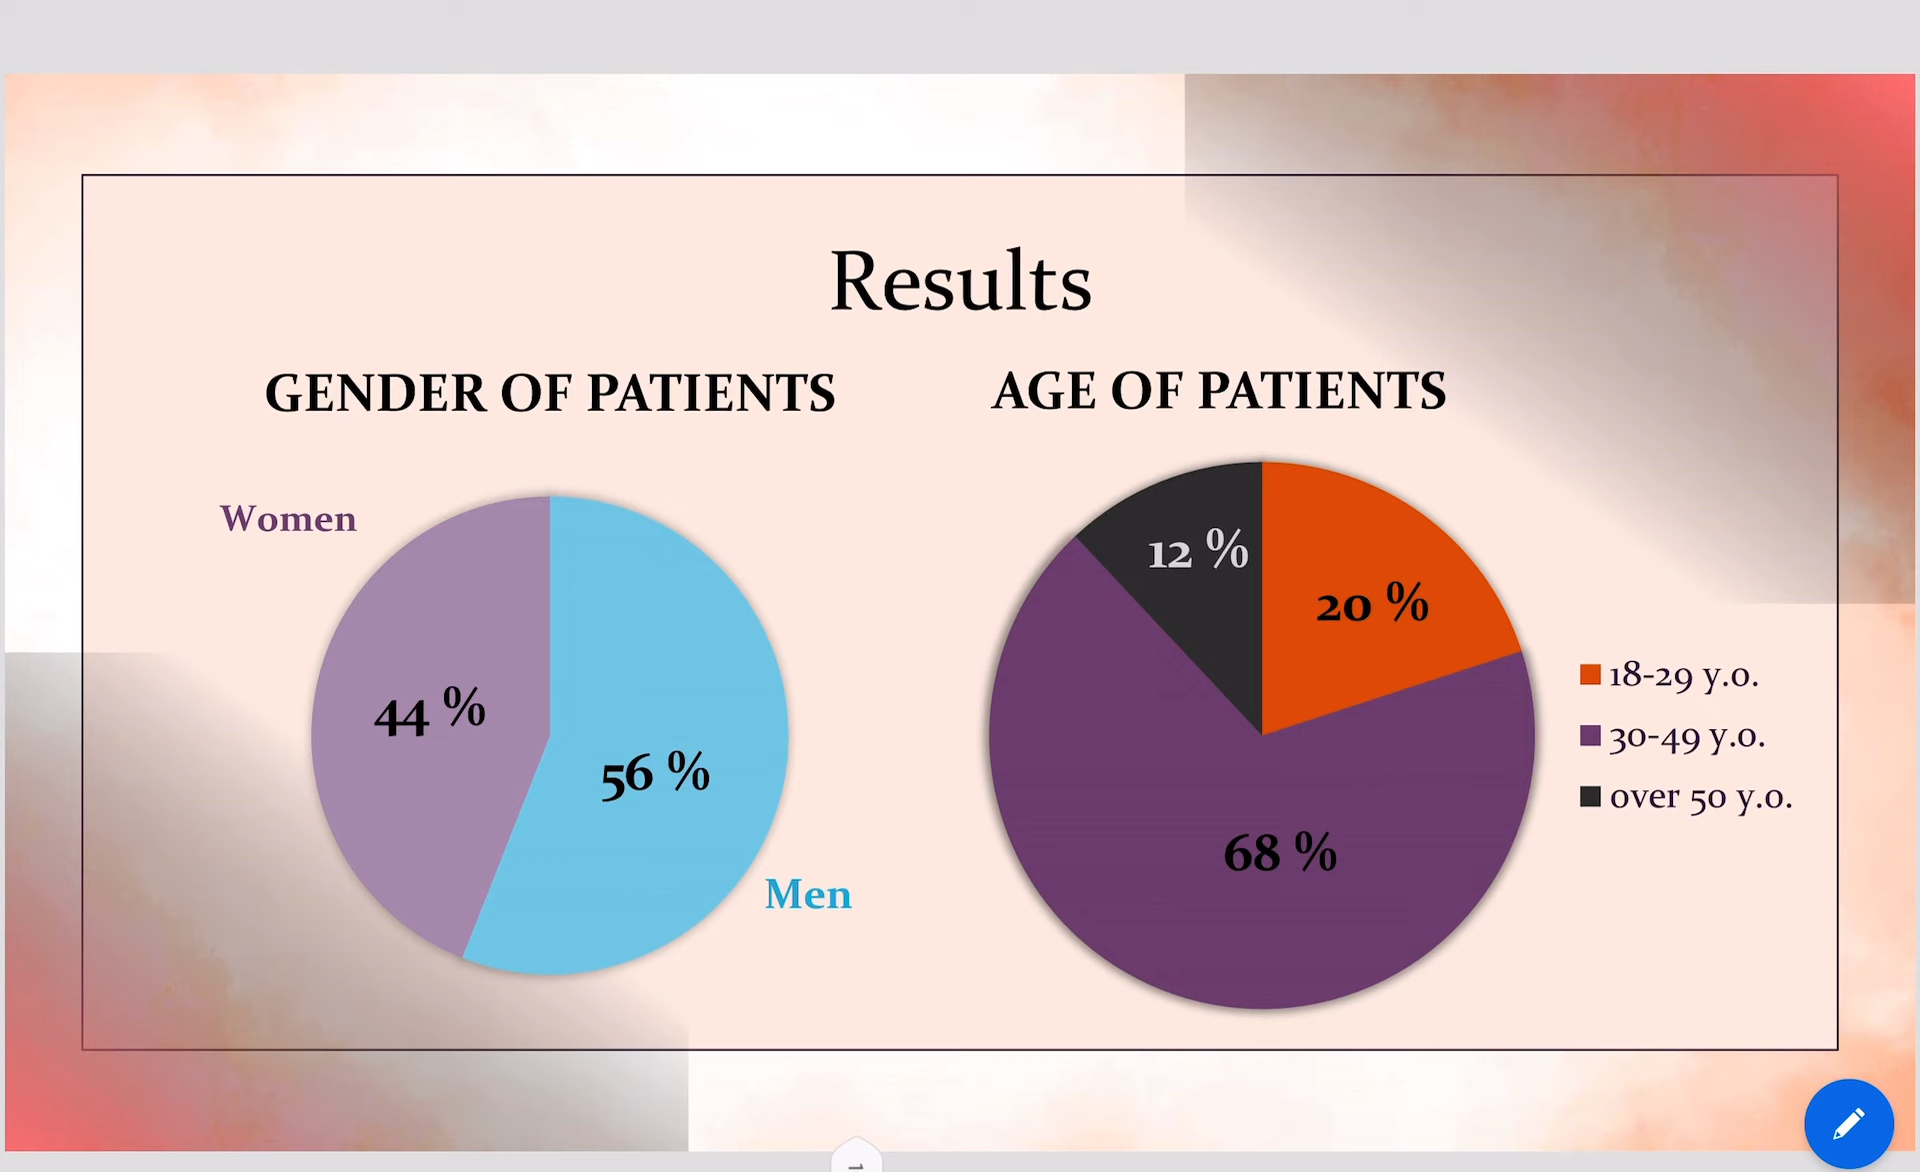 Results
GENDER OF PATIENTS
Women
44 %
56 %
Men
AGE OF PATIENTS
12 %
20 %
68 %
18-29 y.o.
30-49 y.o.
over 50 y.o.